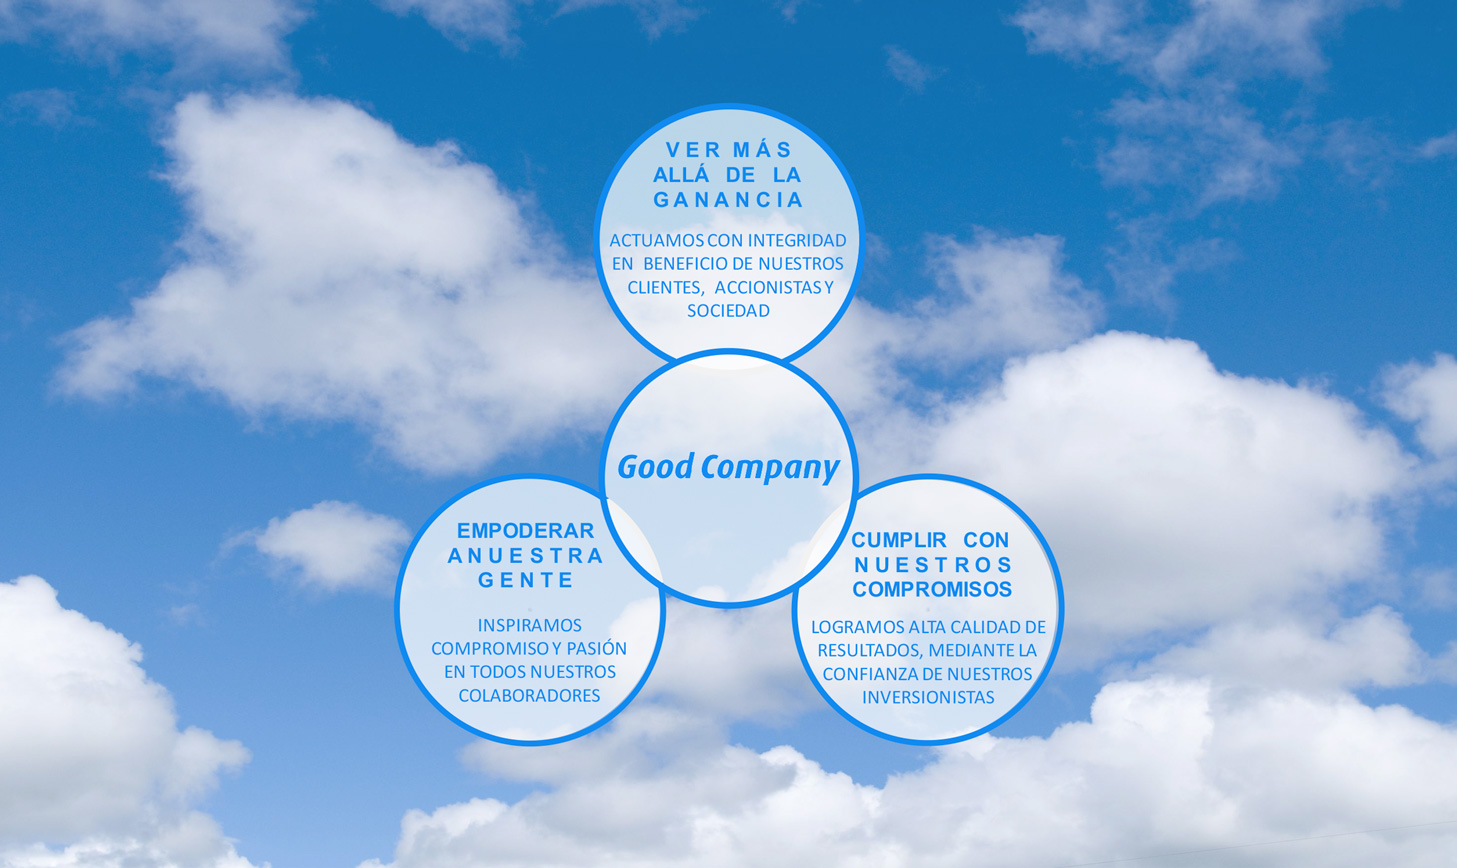 VER MÁS
ALLÁ DE LA
GANANCIA
ACTUAMOS CON INTEGRIDAD
EN BENEFICIO DE NUESTROS
CLIENTES, ACCIONISTAS Y
SOCIEDAD
Good Company
EMPODERAR
A NUESTRA
GENTE
INSPIRAMOS
COMPROMISO Y PASIÓN
EN TODOS NUESTROS
COLABORADORES
CUMPLIR CON
NUESTROS
COMPROMISOS
LOGRAMOS ALTA CALIDAD DE
RESULTADOS, MEDIANTE LA
CONFIANZA DE NUESTROS
INVERSIONISTAS